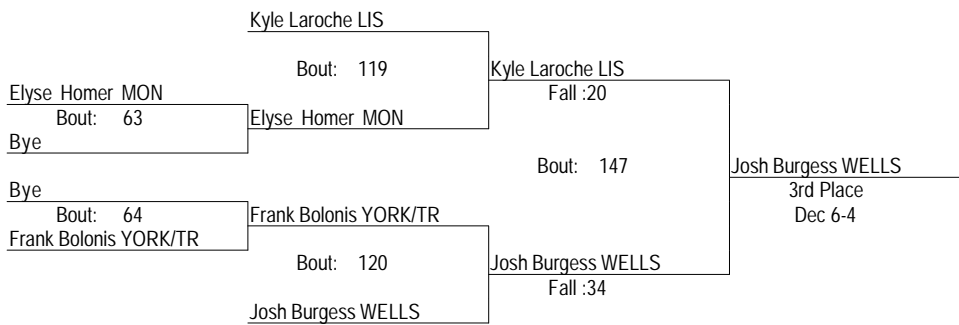 Kyle Laroche LIS
Bout: 119
Kyle Laroche LIS
Fall :20
Elyse Homer MON
Bout: 63
Elyse Homer MON
Bye
Bout: 147
Josh Burgess WELLS
3rd Place
Dec 6-4
Bye
Bout: 64
Frank Bolonis YORK/TR
Frank Bolonis YORK/TR
Bout: 120
Josh Burgess WELLS
Fall :34
Josh Burgess WELLS